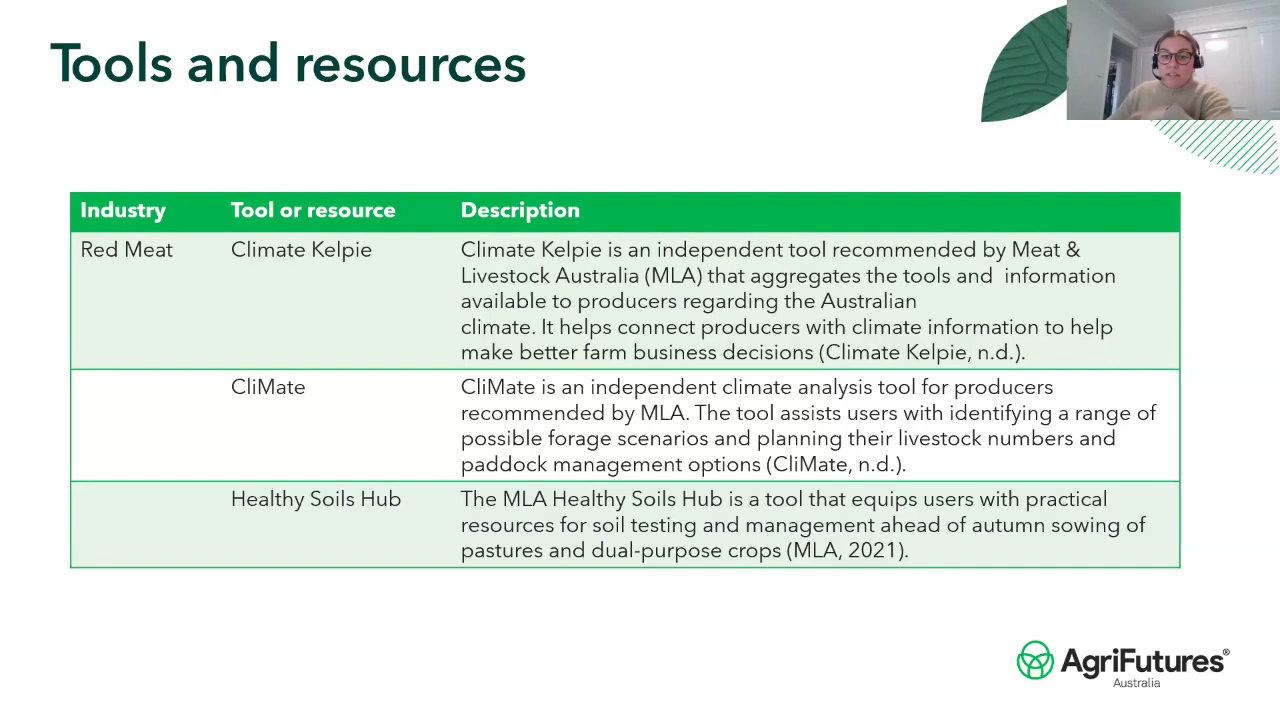 Tools and resources
Industry Tool or resource Description
Red Meat Climate Kelpie Climate Kelpie is an independent tool recommended by Meat &
Livestock Australia (MLA) that aggregates the tools and  information
available to producers regarding the Australian
climate. It helps connect producers with climate information to help
make better farm business decisions (Climate Kelpie, n.d.).
CliMate CliMate is an independent climate analysis tool for producers
recommended by MLA. The tool assists users with identifying a range of
possible forage scenarios and planning their livestock numbers and
paddock management options (CliMate, n.d.).
Healthy Soils Hub The MLA Healthy Soils Hub is a tool that equips users with practical
resources for soil testing and management ahead of autumn sowing of
pastures and dual-purpose crops (MLA, 2021).
AgriFutures®
Australia